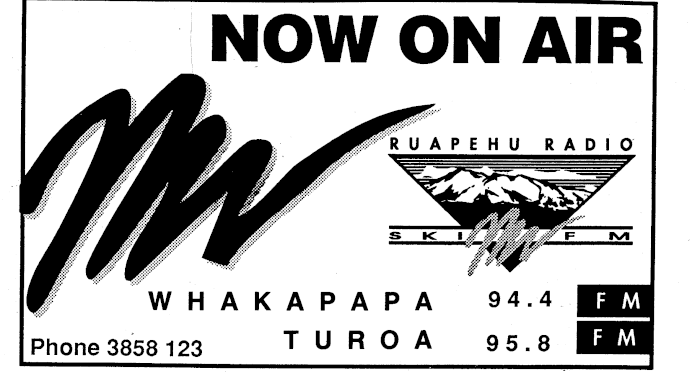 NOW ON AIR
RUAPEHU RADIO
SKI FM
WHAKAPAPA 94.4 FM
TUROA 95.8 FM
Phone 3858 123